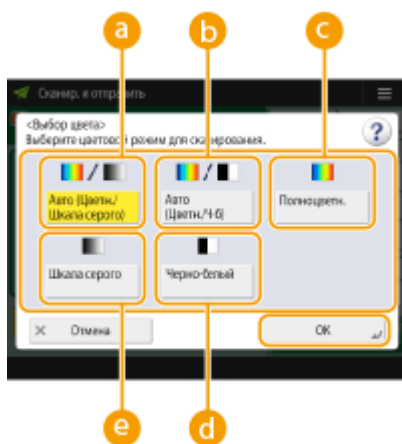 a b c
Сканир. и отправить
<Выбор цвета>
Выберите цветовой режим для сканирования.
?
Авто (Цветн./
Шкала серого)
Авто
(Цветн./Ч-б)
Полноцветн.
Шкала серого
Черно-белый
× Отмена
OK
e d